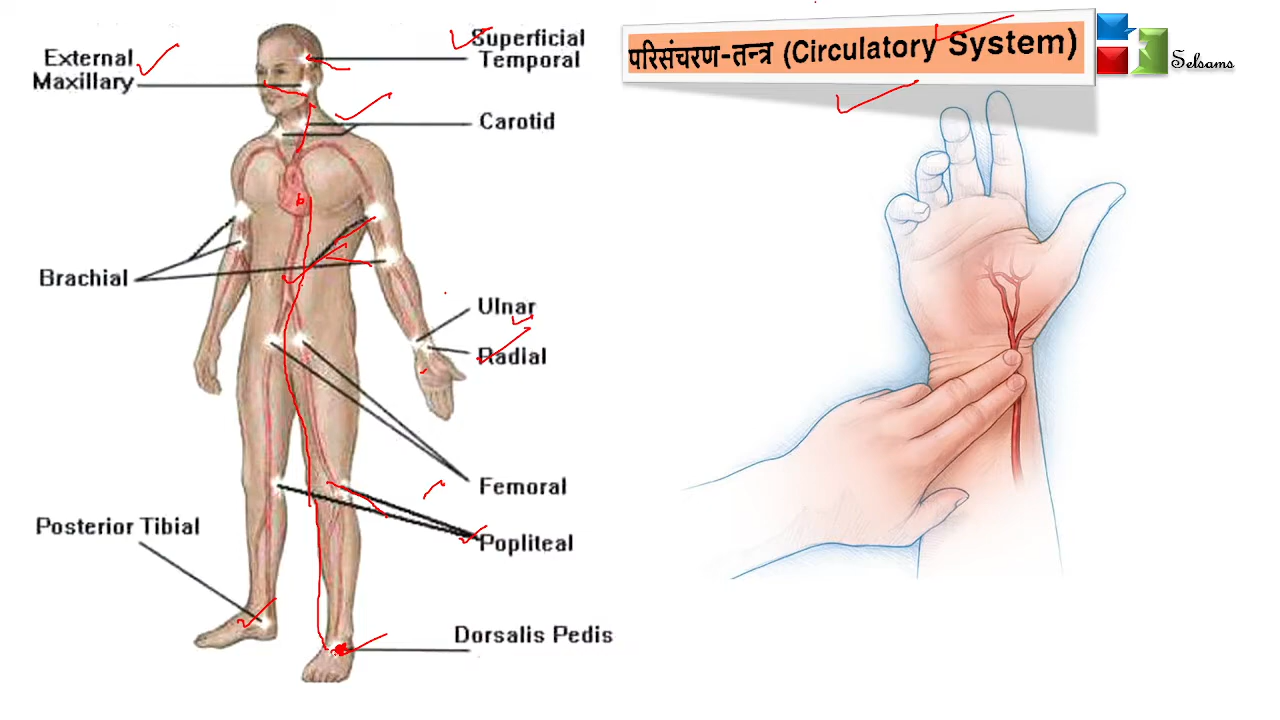 परिसंचरण-तन्त्र (Circulatory System)
Selsams
External
Maxillary
Superficial
Temporal
Carotid
Brachial
Ulnar
Radial
Femoral
Posterior Tibial
Popliteal
Dorsalis Pedis